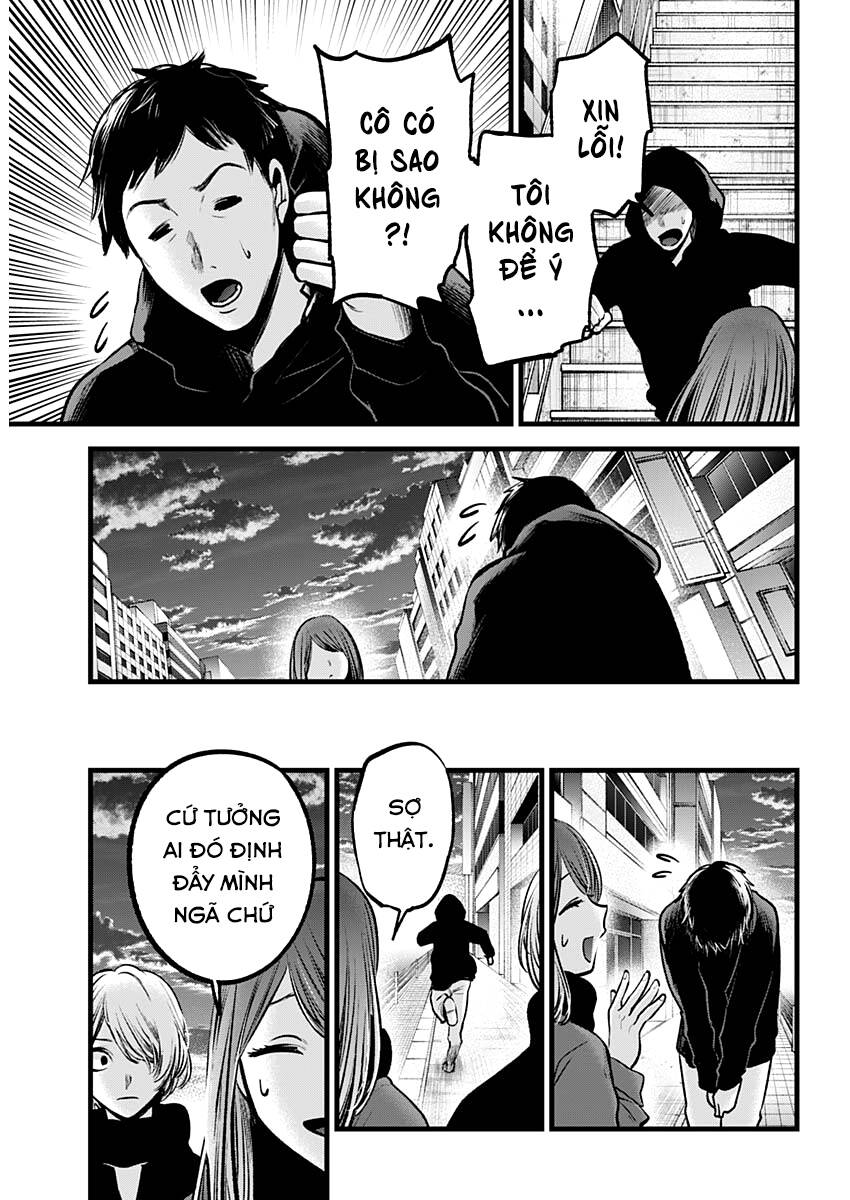 XIN
LỖI!
TÔI
KHÔNG
ĐỂ Ý
...
CÔ CÓ
BỊ SAO
KHÔNG
?!
SỢ
THẬT.
CỨ TƯỞNG
AI ĐÓ ĐỊNH
ĐẨY MÌNH
NGÃ CHỨ